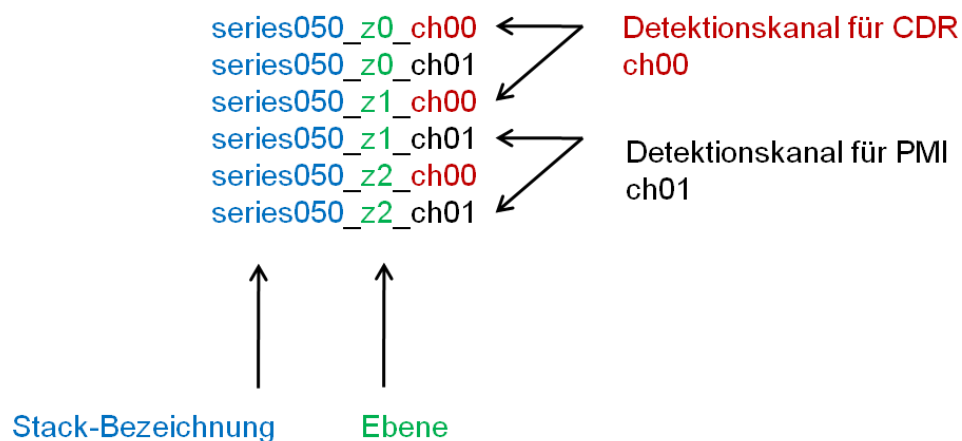 series050_z0_ch00
series050_z0_ch01
series050_z1_ch00
series050_z1_ch01
series050_z2_ch00
series050_z2_ch01
Detektionskanal für CDR
ch00
Detektionskanal für PMI
ch01
Stack-Bezeichnung
Ebene